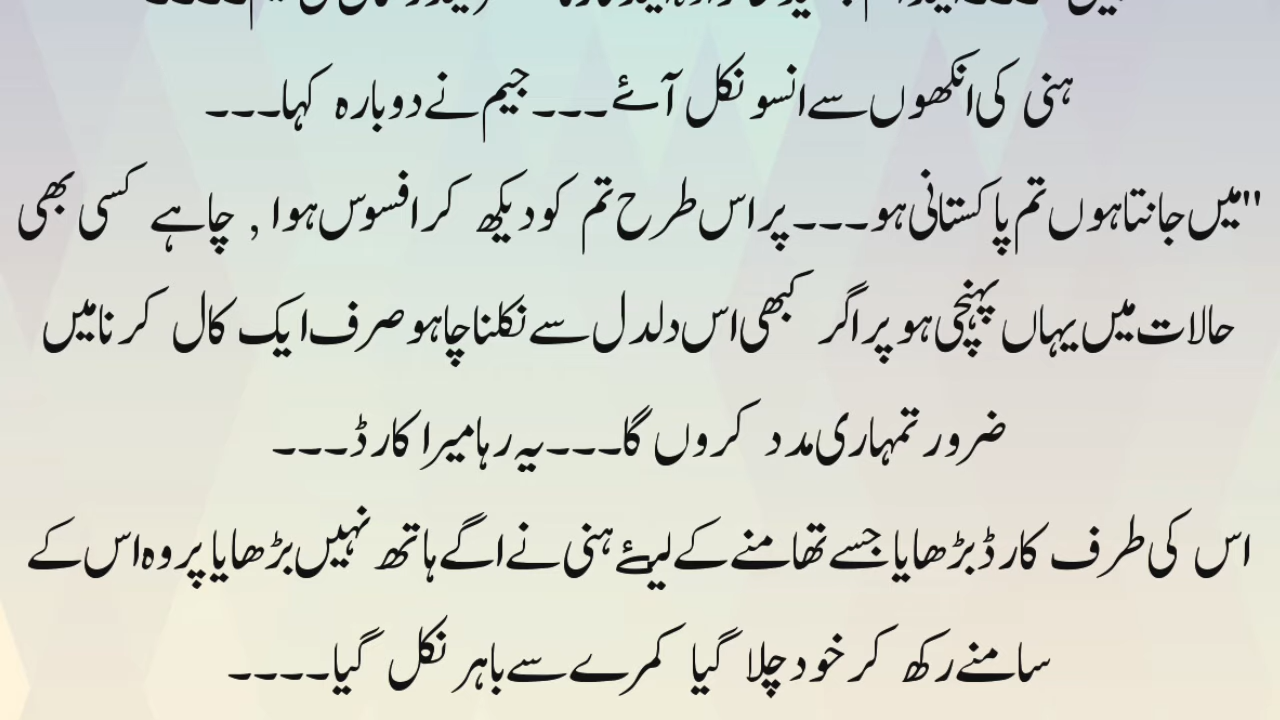 ہنی کی انکھوں سے انسو نکل آئے۔۔۔ جیم نے دوبارہ کہا۔۔۔
"میں جانتا ہوں تم پاکستانی ہو۔۔۔ پر اس طرح تم کو دیکھ کر افسوس ہوا , چاہے کسی بھی
حالات میں یہاں پہنچی ہو پر اگر کبھی اس دلدل سے نکلنا چاہو صرف ایک کال کرنا میں
ضرور تمہاری مدد کروں گا۔۔۔ یہ رہا میرا کارڈ۔۔۔
اس کی طرف کارڈ بڑھایا جسے تھامنے کے لیئے ہنی نے اگے ہاتھ نہیں بڑھایا پر وہ اس کے
سامنے رکھ کر خود چلا گیا کمرے سے باہر نکل گیا۔۔۔۔